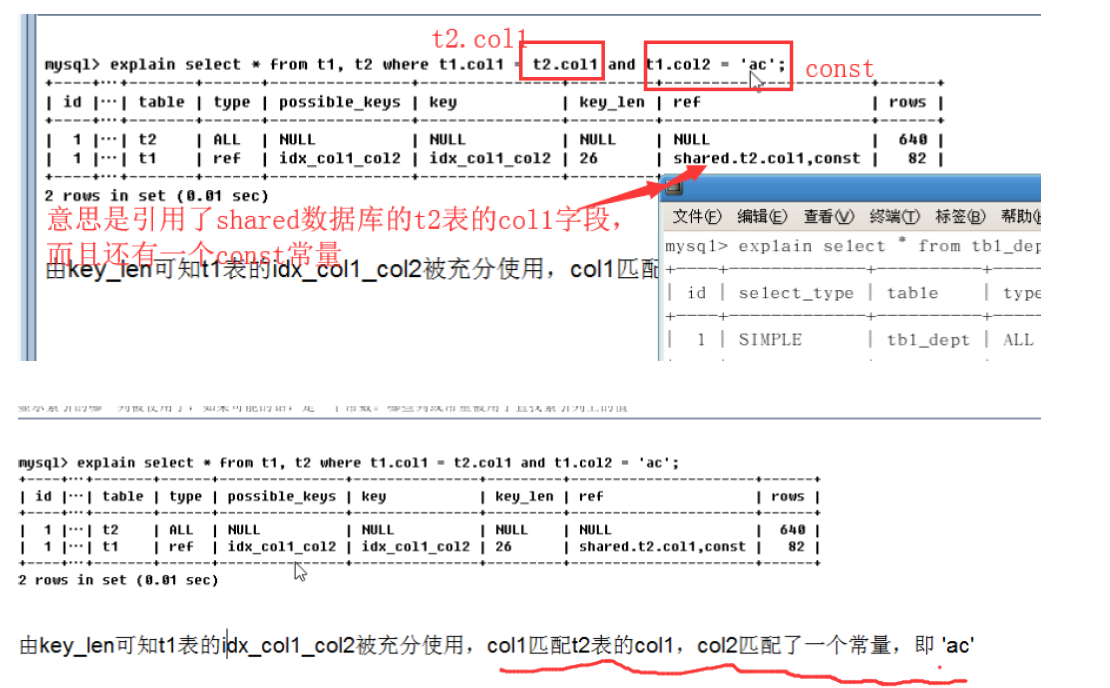 t2.col1
mysql> explain select * from t1, t2 where t1.col1 = t2.col1 and t1.col2 = 'ac';
const
| id |…| table | type | possible_keys | key | key_len | ref | rows |
| 1 |…| t2 | ALL | NULL | NULL | NULL | NULL | 640 |
| 1 |…| t1 | ref | idx_col1_col2 | idx_col1_col2 | 26 | shared.t2.col1,const | 82 |
2 rows in set (0.01 sec)
意思是引用了shared数据库的t2表的col1字段，
而且还有一个const常量
由key_len可知t1表的idx_col1_col2被充分使用，col1匹配
文件(F) 编辑(E) 查看(V) 终端(T) 标签(B) 帮助
mysql> explain select * from tbl_dep
| id | select_type | table | type
| 1 | SIMPLE | tbl_dept | ALL
mysql> explain select * from t1, t2 where t1.col1 = t2.col1 and t1.col2 = 'ac';
| id |…| table | type | possible_keys | key | key_len | ref | rows |
| 1 |…| t2 | ALL | NULL | NULL | NULL | NULL | 640 |
| 1 |…| t1 | ref | idx_col1_col2 | idx_col1_col2 | 26 | shared.t2.col1,const | 82 |
2 rows in set (0.01 sec)
由key_len可知t1表的idx_col1_col2被充分使用，col1匹配t2表的col1，col2匹配了一个常量，即 'ac'